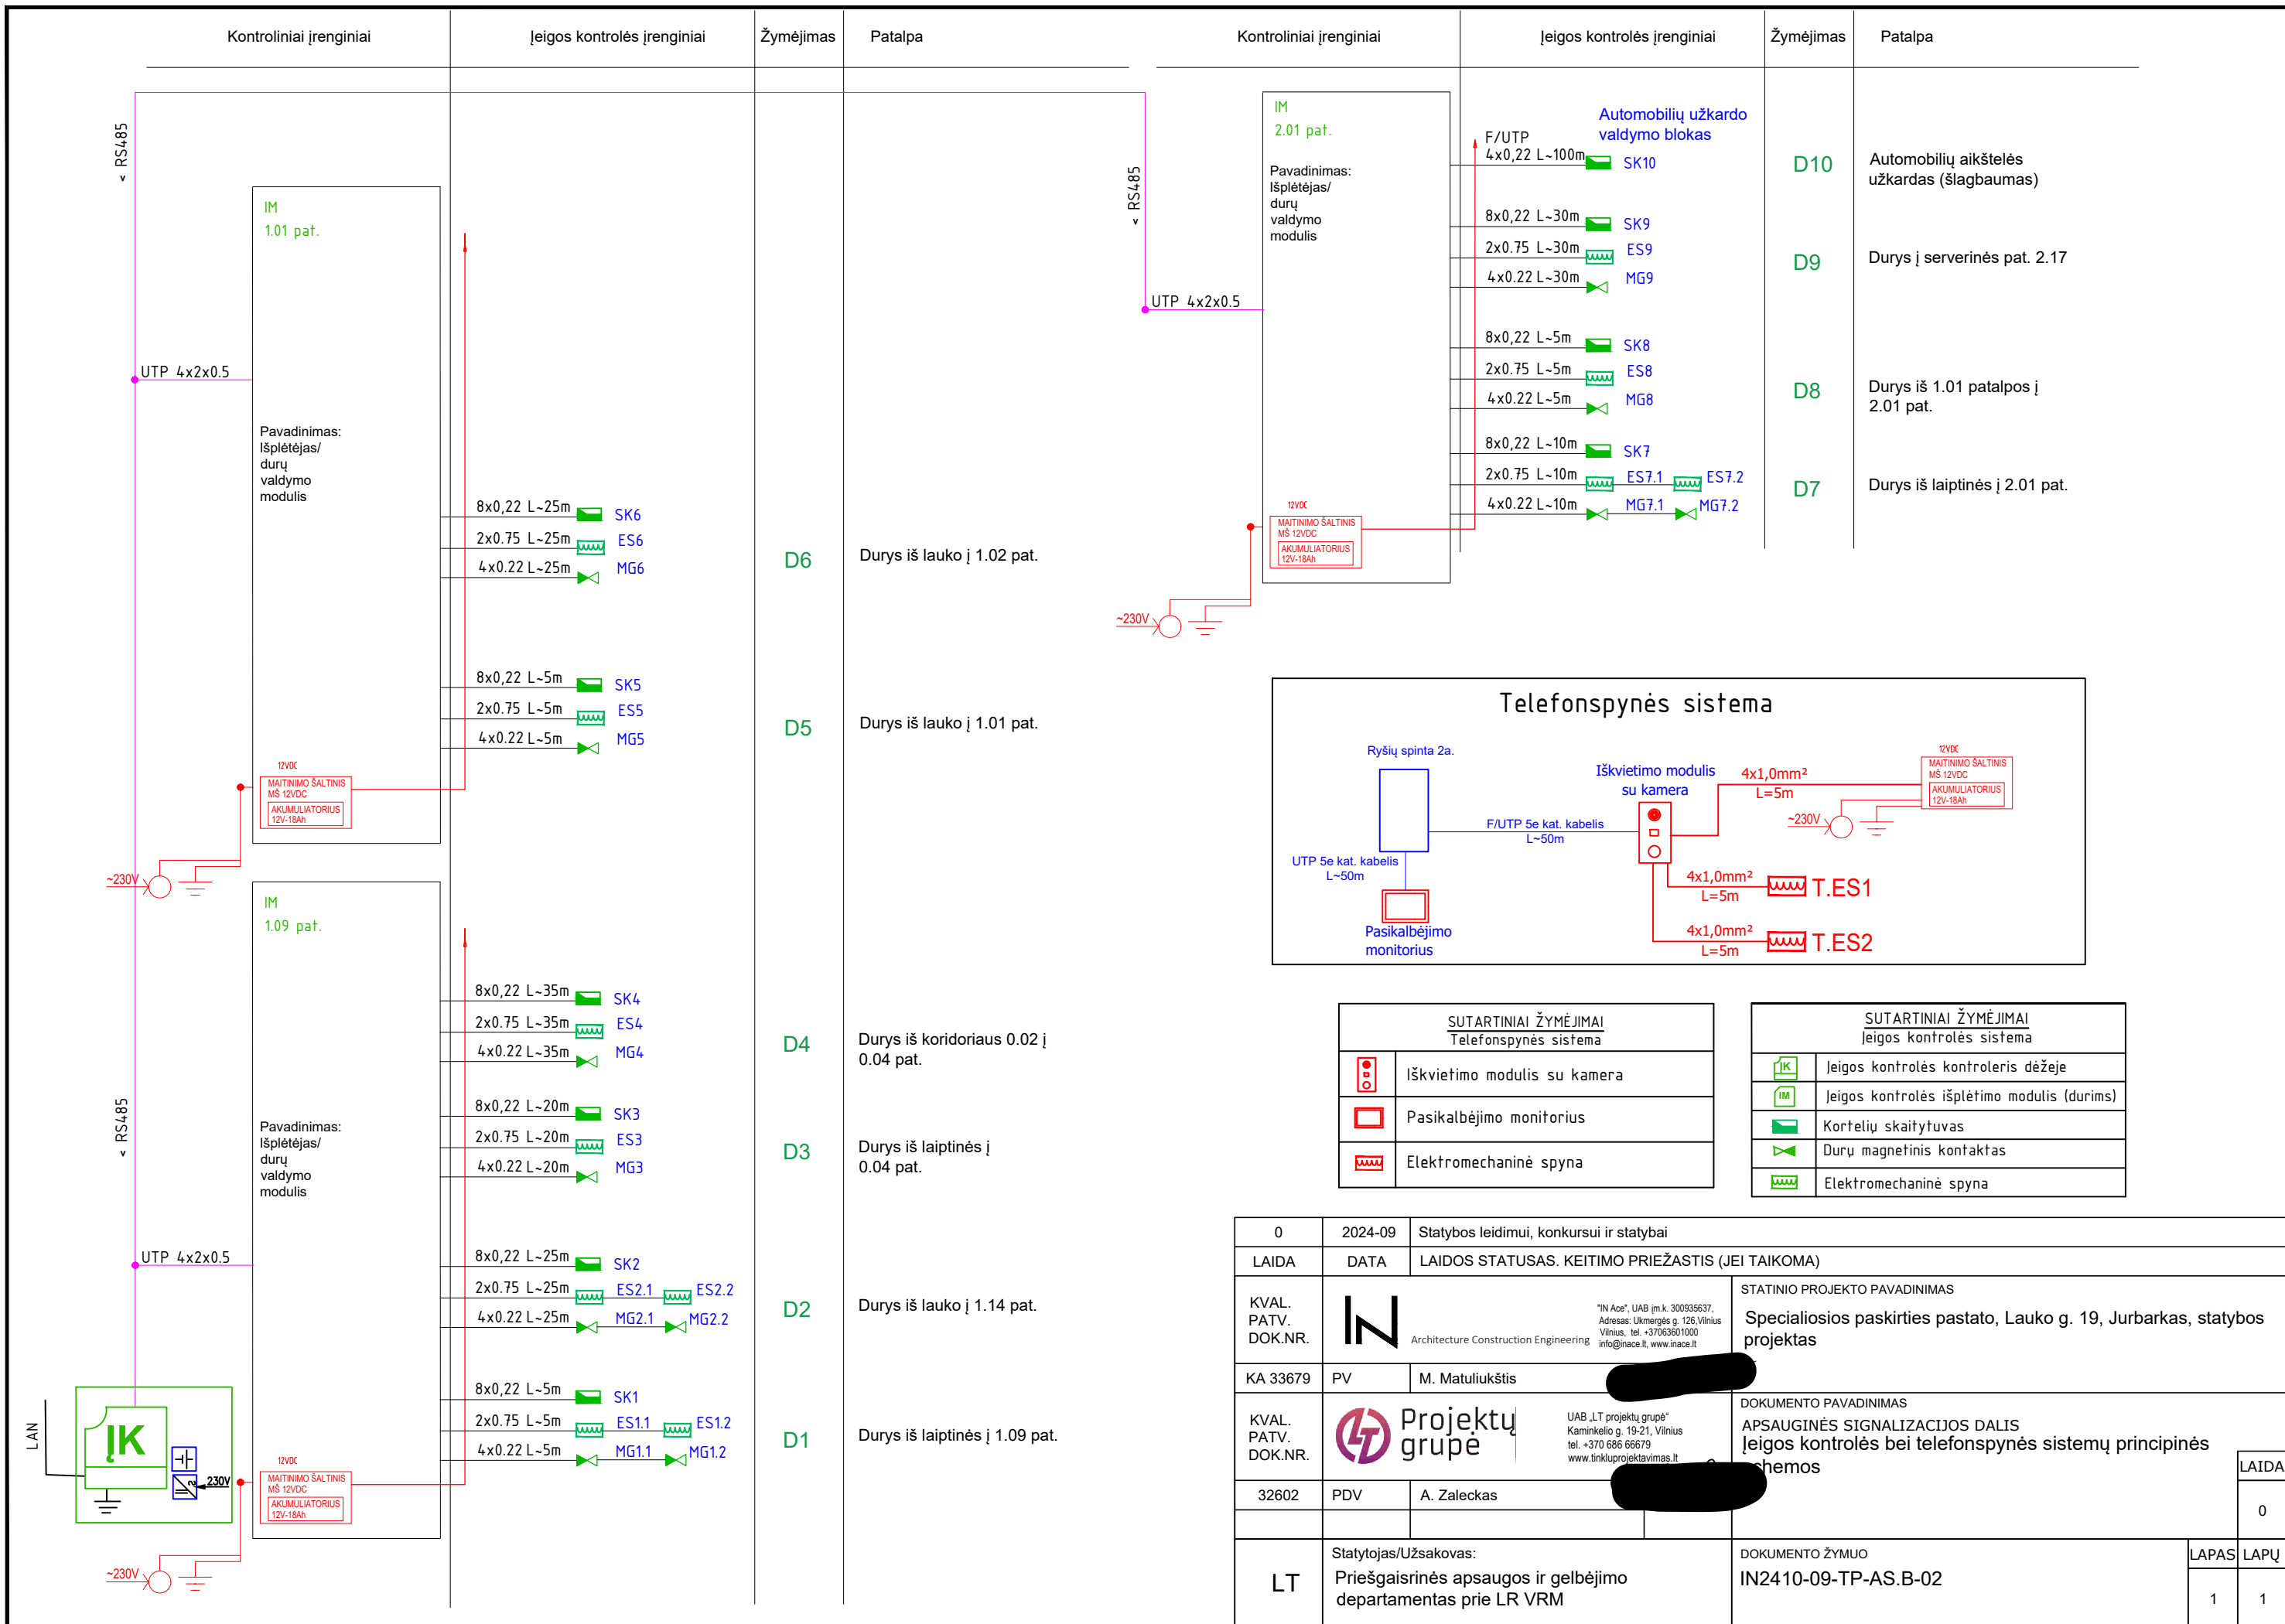 Kontroliniai įrenginiai
Įeigos kontrolės įrenginiai
Žymėjimas
Patalpa
< RS485
IM
1.01 pat.
UTP 4x2x0.5
Pavadinimas:
Išplėtėjas/
durų
valdymo
modulis
8x0,22 L~25m
SK6
2x0.75 L~25m
ES6
4x0.22 L~25m
MG6
D6
Durys iš lauko į 1.02 pat.
8x0,22 L~5m
SK5
2x0.75 L~5m
ES5
4x0.22 L~5m
MG5
D5
Durys iš lauko į 1.01 pat.
12VDC
MAITINIMO ŠALTINIS
MŠ 12VDC
AKUMULIATORIUS
12V-18Ah
~230V
IM
1.09 pat.
< RS485
Pavadinimas:
Išplėtėjas/
durų
valdymo
modulis
UTP 4x2x0.5
8x0,22 L~35m
SK4
2x0.75 L~35m
ES4
4x0.22 L~35m
MG4
D4
Durys iš koridoriaus 0.02 į
0.04 pat.
8x0,22 L~20m
SK3
2x0.75 L~20m
ES3
4x0.22 L~20m
MG3
D3
Durys iš laiptinės į
0.04 pat.
8x0,22 L~25m
SK2
2x0.75 L~25m
ES2.1
ES2.2
4x0.22 L~25m
MG2.1
MG2.2
D2
Durys iš lauko į 1.14 pat.
8x0,22 L~5m
SK1
2x0.75 L~5m
ES1.1
ES1.2
4x0.22 L~5m
MG1.1
MG1.2
D1
Durys iš laiptinės į 1.09 pat.
LAN
ĮK
230V
12VDC
MAITINIMO ŠALTINIS
MŠ 12VDC
AKUMULIATORIUS
12V-18Ah
~230V
Kontroliniai įrenginiai
Įeigos kontrolės įrenginiai
Žymėjimas
Patalpa
< RS485
IM
2.01 pat.
Pavadinimas:
Išplėtėjas/
durų
valdymo
modulis
UTP 4x2x0.5
Automobilių užkardo
valdymo blokas
F/UTP
4x0,22 L~100m
SK10
D10
Automobilių aikštelės
užkardas (šlagbaumas)
8x0,22 L~30m
SK9
2x0.75 L~30m
ES9
4x0.22 L~30m
MG9
D9
Durys į serverinės pat. 2.17
8x0,22 L~5m
SK8
2x0.75 L~5m
ES8
4x0.22 L~5m
MG8
D8
Durys iš 1.01 patalpos į
2.01 pat.
8x0,22 L~10m
SK7
2x0.75 L~10m
ES7.1
ES7.2
4x0.22 L~10m
MG7.1
MG7.2
D7
Durys iš laiptinės į 2.01 pat.
12VDC
MAITINIMO ŠALTINIS
MŠ 12VDC
AKUMULIATORIUS
12V-18Ah
~230V
Telefonspynės sistema
Ryšių spinta 2a.
Iškvietimo modulis
su kamera
4x1,0mm²
L=5m
12VDC
MAITINIMO ŠALTINIS
MŠ 12VDC
AKUMULIATORIUS
12V-18Ah
~230V
F/UTP 5e kat. kabelis
L~50m
UTP 5e kat. kabelis
L~50m
Pasikalbėjimo
monitorius
4x1,0mm²
L=5m
T.ES1
4x1,0mm²
L=5m
T.ES2
SUTARTINIAI ŽYMĖJIMAI
Telefonspynės sistema
Iškvietimo modulis su kamera
Pasikalbėjimo monitorius
Elektromechaninė spyna
SUTARTINIAI ŽYMĖJIMAI
Įeigos kontrolės sistema
ĮK
Įeigos kontrolės kontroleris dėžeje
IM
Įeigos kontrolės išplėtimo modulis (durims)
Kortelių skaitytuvas
Durų magnetinis kontaktas
Elektromechaninė spyna
0
2024-09
Statybos leidimui, konkursui ir statybai
LAIDA
DATA
LAIDOS STATUSAS. KEITIMO PRIEŽASTIS (JEI TAIKOMA)
KVAL.
PATV.
DOK.NR.
Architecture Construction Engineering
"IN Ace", UAB įm.k. 300935637,
Adresas: Ukmergės g. 126,Vilnius
Vilnius, tel. +37063601000
info@inace.lt, www.inace.lt
STATINIO PROJEKTO PAVADINIMAS
Specialiosios paskirties pastato, Lauko g. 19, Jurbarkas, statybos
projektas
KA 33679
PV
M. Matuliukštis
KVAL.
PATV.
DOK.NR.
LT
Projektų
grupė
UAB „LT projektų grupė“
Kaminkelio g. 19-21, Vilnius
tel. +370 686 66679
www.tinkluprojektavimas.lt
DOKUMENTO PAVADINIMAS
APSAUGINĖS SIGNALIZACIJOS DALIS
Įeigos kontrolės bei telefonspynės sistemų principinės
hemos
LAIDA
0
32602
PDV
A. Zaleckas
LT
Statytojas/Užsakovas:
Priešgaisrinės apsaugos ir gelbėjimo
departamentas prie LR VRM
DOKUMENTO ŽYMUO
IN2410-09-TP-AS.B-02
LAPAS
LAPŲ
1
1